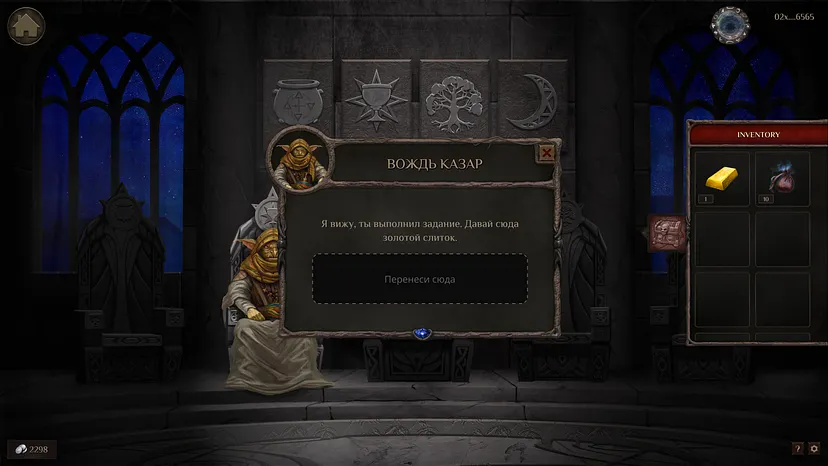 02x...6565
INVENTORY
ВОЖДЬ КАЗАР
1
10
Я вижу, ты выполнил задание. Давай сюда
золотой слиток.
Перенеси сюда
2298
?